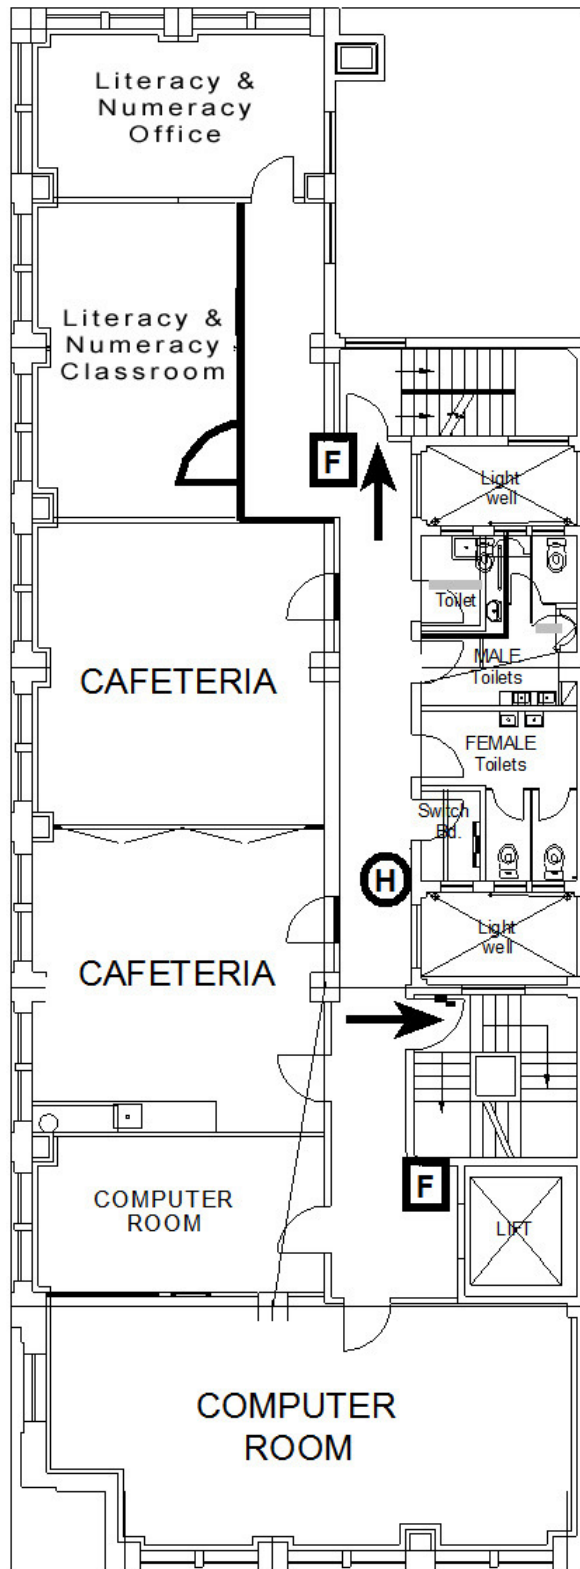 Literacy &
Numeracy
Office
Literacy &
Numeracy
Classroom
F
Light
well
Toilet
CAFETERIA
MALE
Toilets
FEMALE
Toilets
Switch
Bd.
H
CAFETERIA
Light
well
COMPUTER
ROOM
F
LIFT
COMPUTER
ROOM